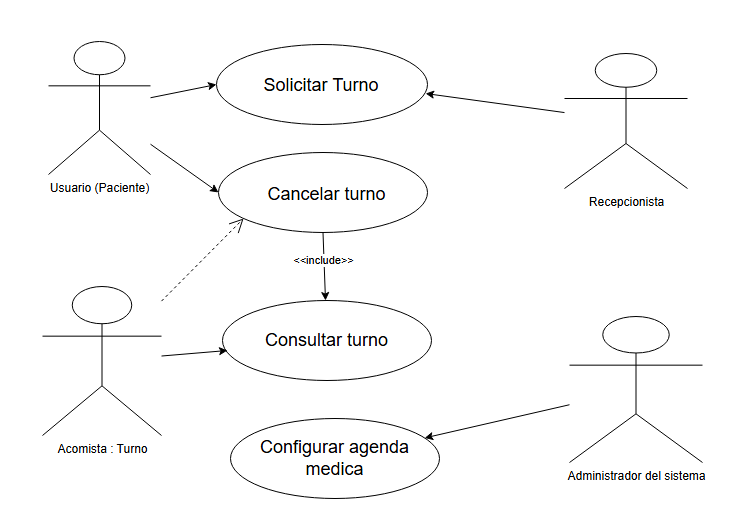 Solicitar Turno
Usuario (Paciente)
Cancelar turno
Recepcionista
<<include>>
Consultar turno
Acomista : Turno
Configurar agenda
medica
Administrador del sistema